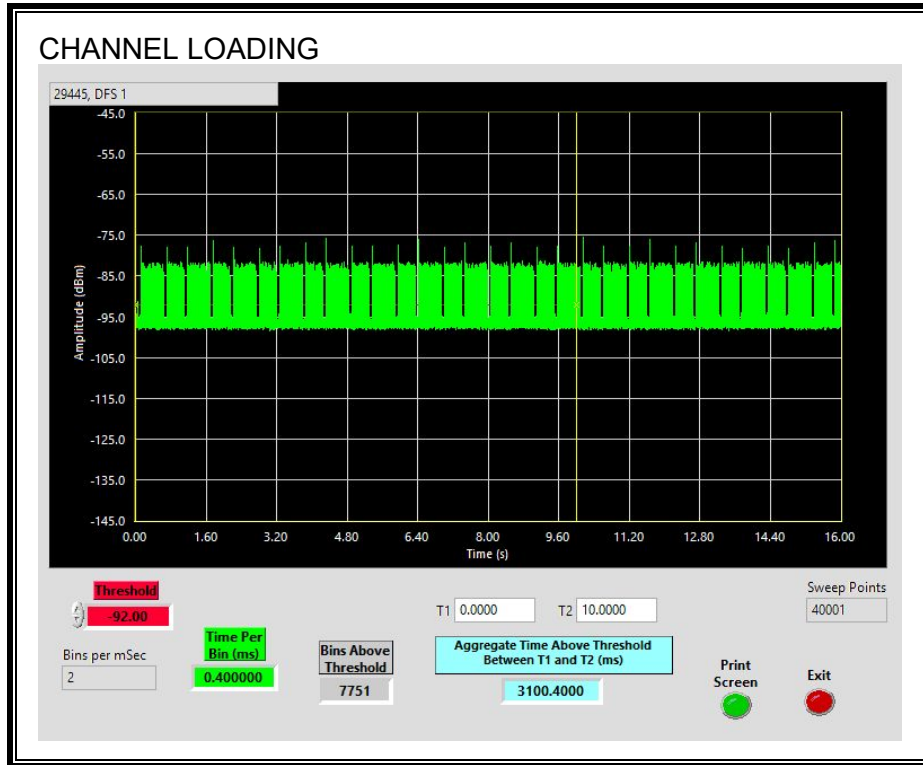 CHANNEL LOADING
29445, DFS 1
-45.0
-55.0
-65.0
-75.0
-85.0
-95.0
-105.0
-115.0
-125.0
-135.0
-145.0
Amplitude (dBm)
0.00 1.60 3.20 4.80 6.40 8.00 9.60 11.20 12.80 14.40 16.00
Time (s)
Threshold
-92.00
Bins per mSec
2
Time Per
Bin (ms)
0.400000
Bins Above
Threshold
7751
T1 0.0000 T2 10.0000
Aggregate Time Above Threshold
Between T1 and T2 (ms)
3100.4000
Sweep Points
40001
Print
Screen
Exit